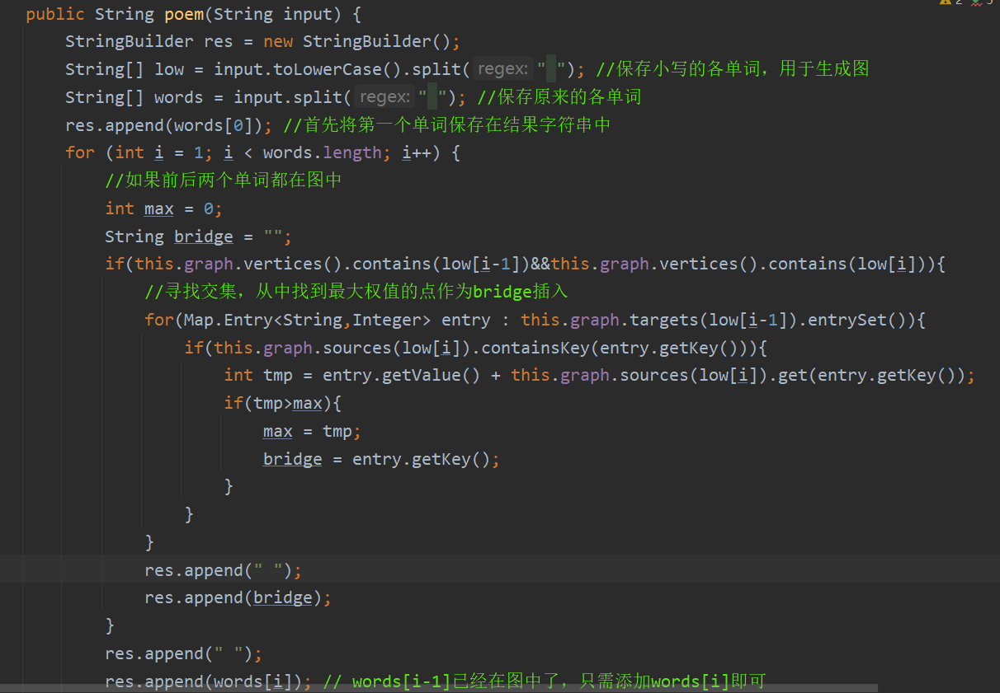 public String poem(String input) {
    StringBuilder res = new StringBuilder();
    String[] low = input.toLowerCase().split( regex: " "); //保存小写的各单词，用于生成图
    String[] words = input.split( regex: " "); //保存原来的各单词
    res.append(words[0]); //首先将第一个单词保存在结果字符串中
    for (int i = 1; i < words.length; i++) {
        //如果前后两个单词都在图中
        int max = 0;
        String bridge = "";
        if(this.graph.vertices().contains(low[i-1])&&this.graph.vertices().contains(low[i])){
            //寻找交集，从中找到最大权值的点作为bridge插入
            for(Map.Entry<String,Integer> entry : this.graph.targets(low[i-1]).entrySet()){
                if(this.graph.sources(low[i]).containsKey(entry.getKey())){
                    int tmp = entry.getValue() + this.graph.sources(low[i]).get(entry.getKey());
                    if(tmp>max){
                        max = tmp;
                        bridge = entry.getKey();
                    }
                }
            }
            res.append(" ");
            res.append(bridge);
        }
        res.append(" ");
        res.append(words[i]); // words[i-1]已经在图中了，只需添加words[i]即可